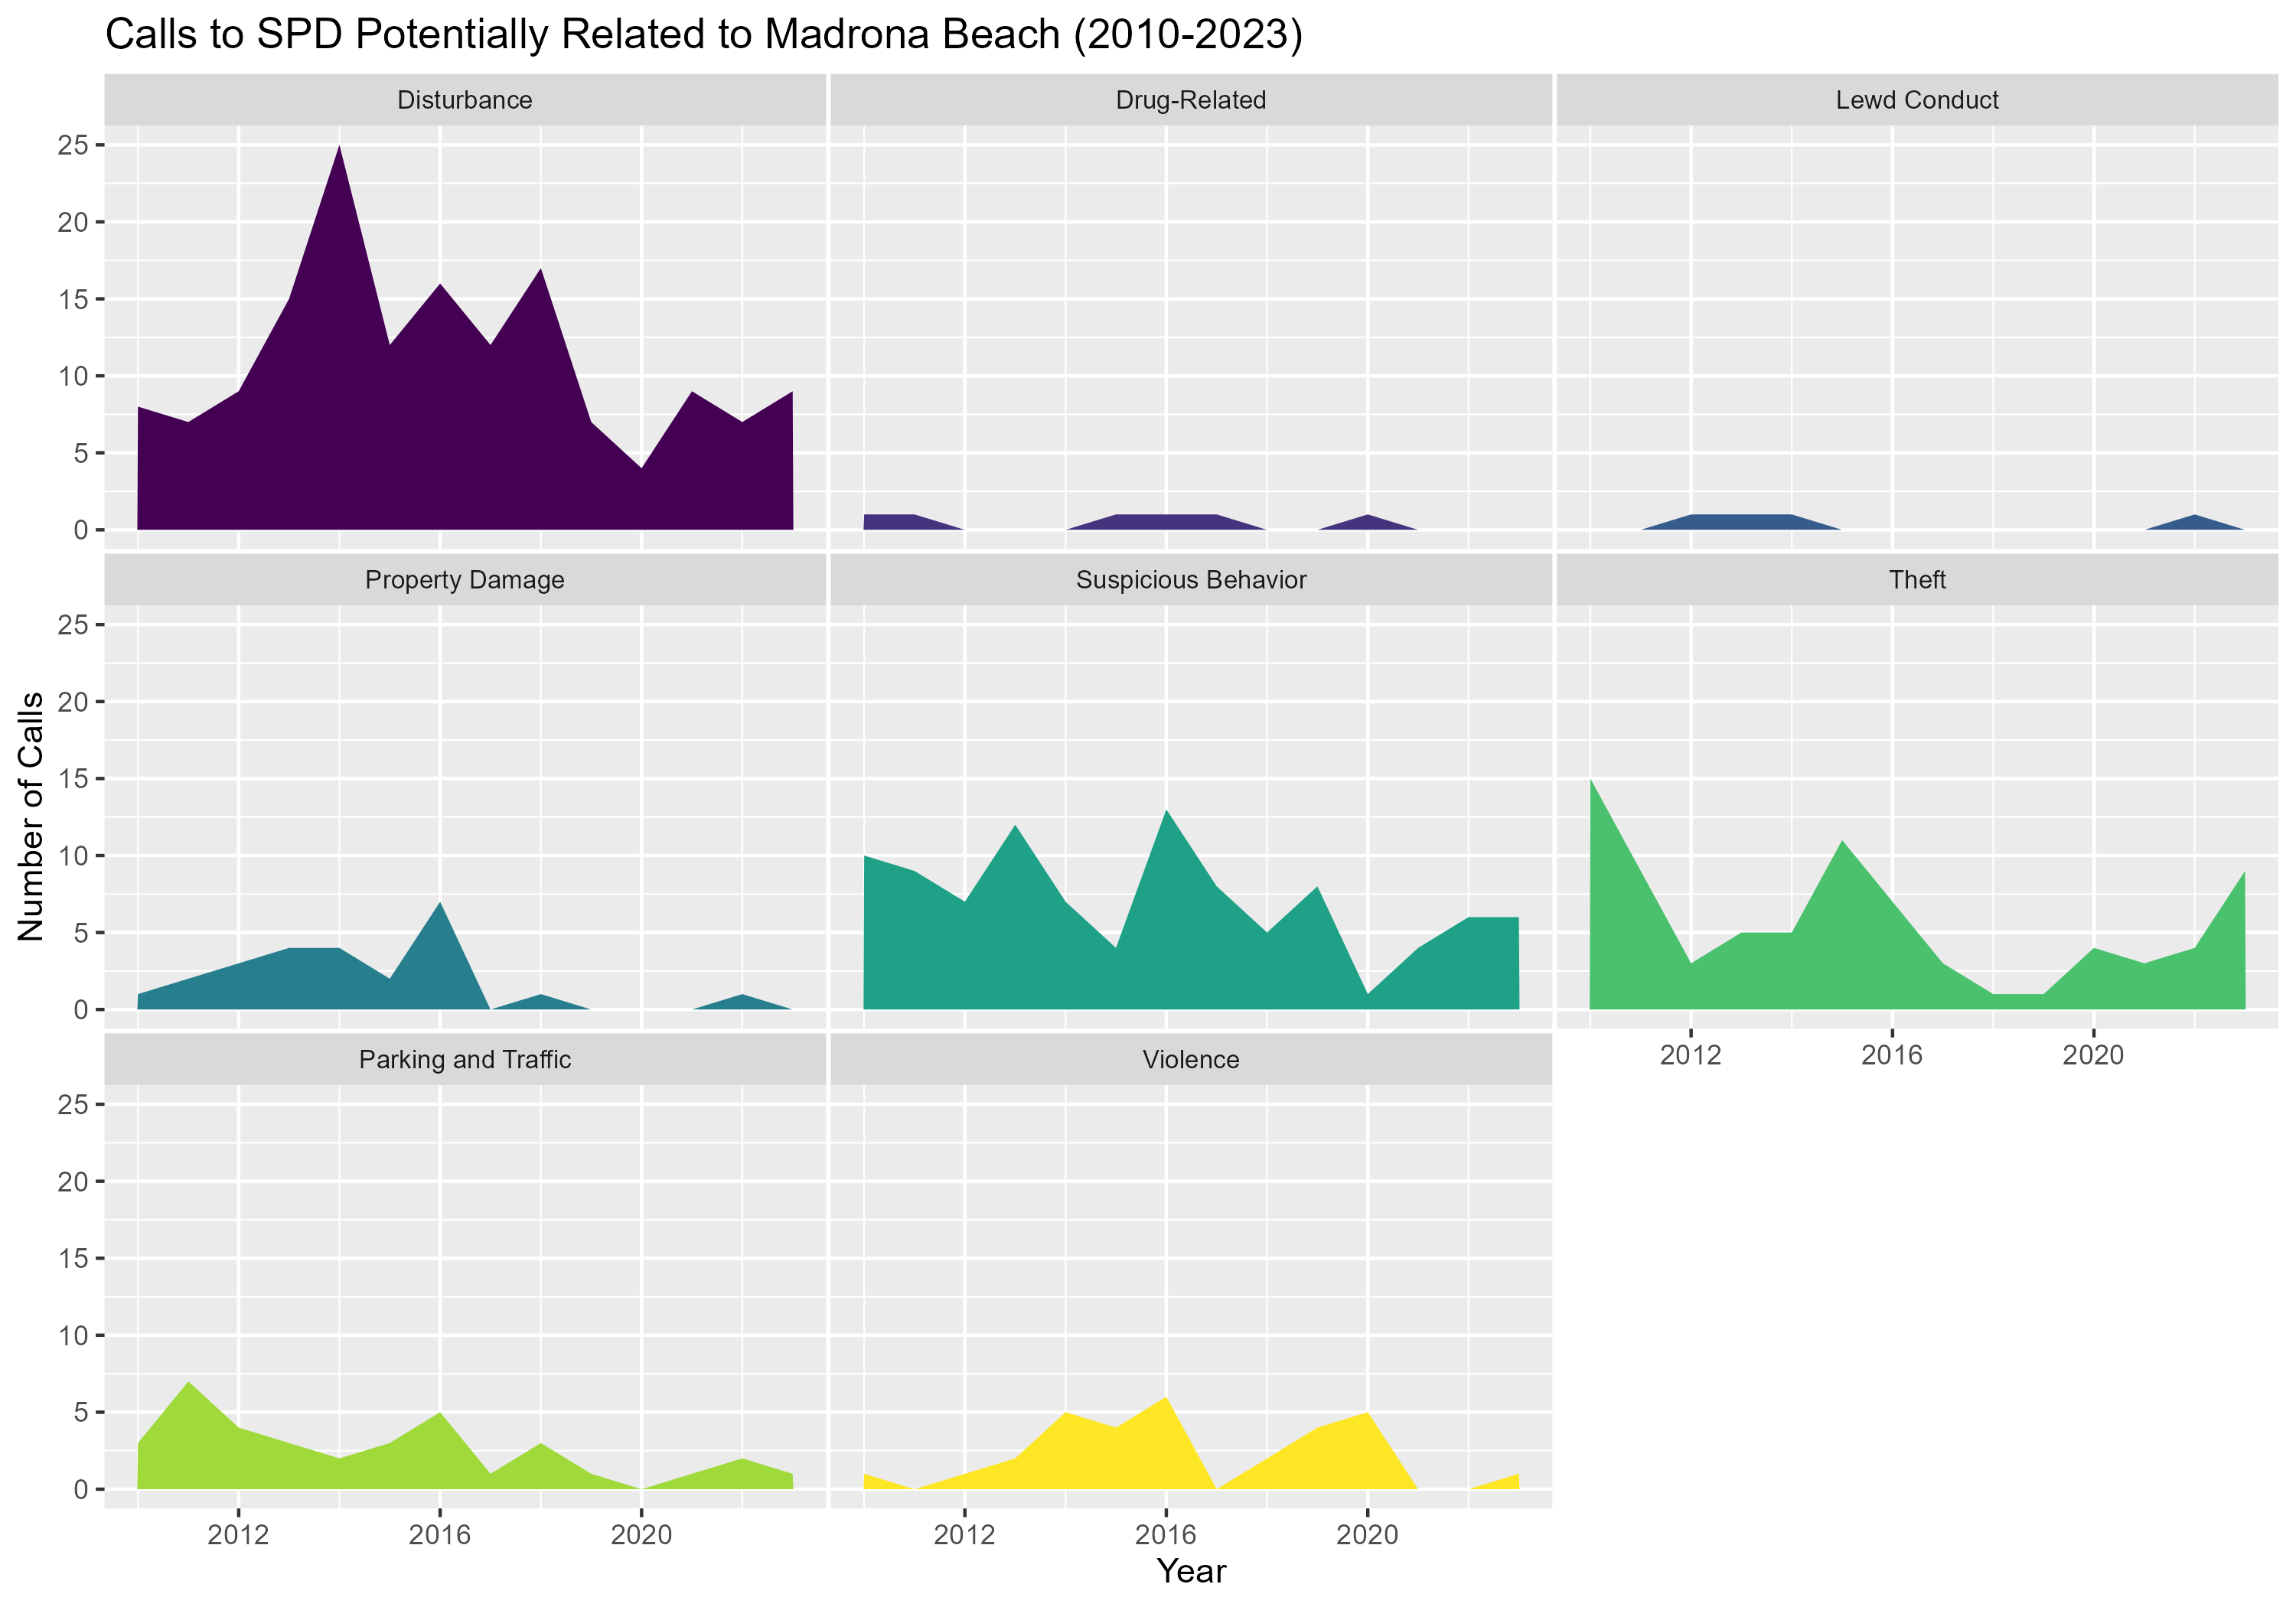 Calls to SPD Potentially Related to Madrona Beach (2010-2023)
Disturbance Drug-Related Lewd Conduct
25
20
15
10
5
0
Property Damage Suspicious Behavior Theft
25
20
15
10
5
0
2012 2016 2020
Parking and Traffic Violence
25
20
15
10
5
0
2012 2016 2020 2012 2016 2020
Number of Calls
Year